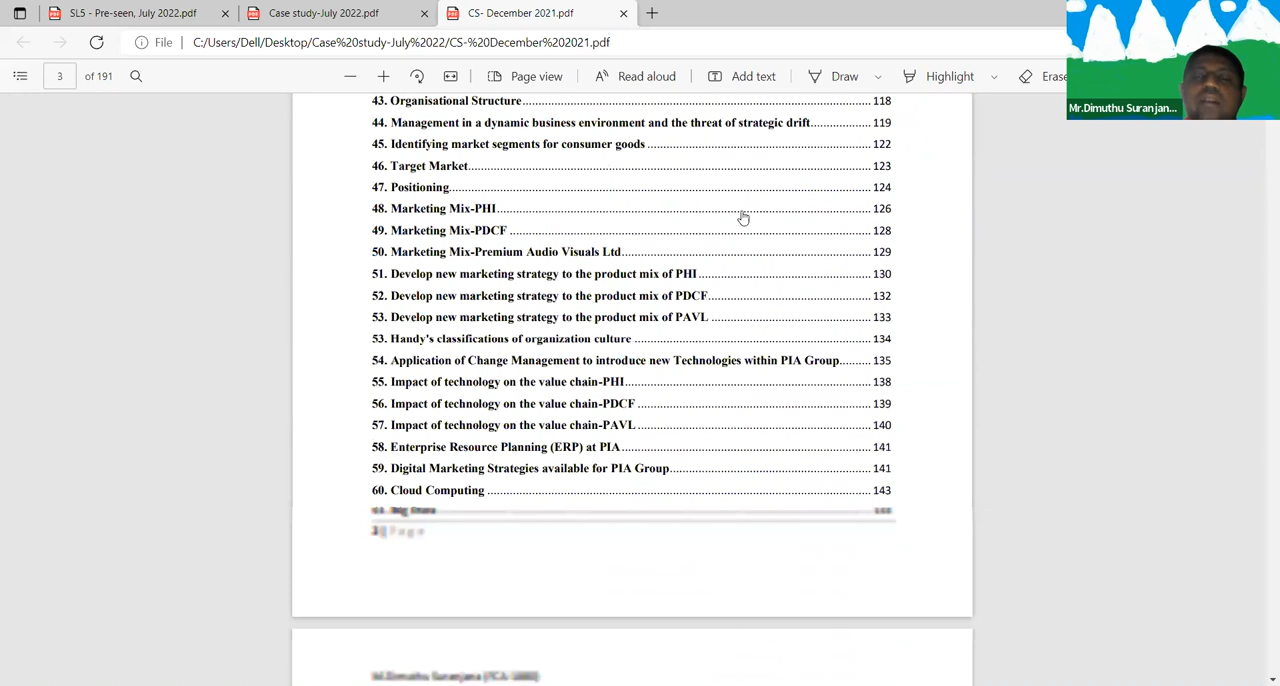 SL5 - Pre-seen, July 2022.pdf
Case study-July 2022.pdf
CS- December 2021.pdf
File
C:/Users/Dell/Desktop/Case%20study-July%2022/CS-%20December%202021.pdf
3 of 191
Page view
Read aloud
Add text
Draw
Highlight
Erase
Mr.Dimuthu Suranjan...
43. Organisational Structure 118
44. Management in a dynamic business environment and the threat of strategic drift 119
45. Identifying market segments for consumer goods 122
46. Target Market 123
47. Positioning 124
48. Marketing Mix-PHI 126
49. Marketing Mix-PDCF 128
50. Marketing Mix-Premium Audio Visuals Ltd 129
51. Develop new marketing strategy to the product mix of PHI 130
52. Develop new marketing strategy to the product mix of PDCF 132
53. Develop new marketing strategy to the product mix of PAVL 133
53. Handy's classifications of organization culture 134
54. Application of Change Management to introduce new Technologies within PIA Group 135
55. Impact of technology on the value chain-PHI 138
56. Impact of technology on the value chain-PDCF 139
57. Impact of technology on the value chain-PAVL 140
58. Enterprise Resource Planning (ERP) at PIA 141
59. Digital Marketing Strategies available for PIA Group 141
60. Cloud Computing 143